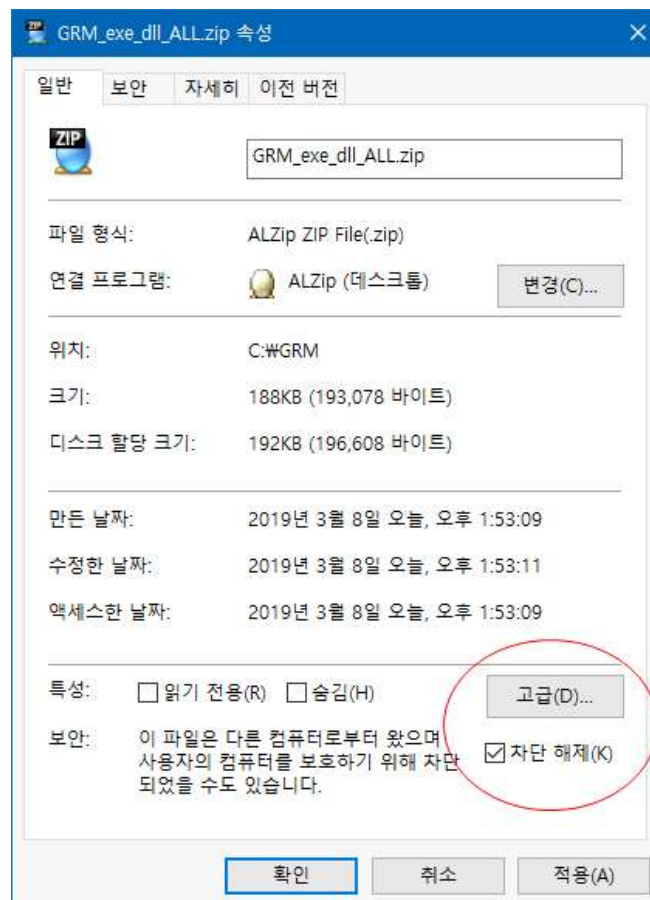 GRM_exe_dll_ALL.zip 속성
일반 보안 자세히 이전 버전
ZIP
GRM_exe_dll_ALL.zip
파일 형식: ALZip ZIP File(.zip)
연결 프로그램: ALZip (데스크톱) 변경(C)...
위치: C:₩GRM
크기: 188KB (193,078 바이트)
디스크 할당 크기: 192KB (196,608 바이트)
만든 날짜: 2019년 3월 8일 오늘, 오후 1:53:09
수정한 날짜: 2019년 3월 8일 오늘, 오후 1:53:11
액세스한 날짜: 2019년 3월 8일 오늘, 오후 1:53:09
특성: 읽기 전용(R) 숨김(H) 고급(D)...
보안: 이 파일은 다른 컴퓨터로부터 왔으며
사용자의 컴퓨터를 보호하기 위해 차단 차단 해제(K)
되었을 수도 있습니다.
확인 취소 적용(A)